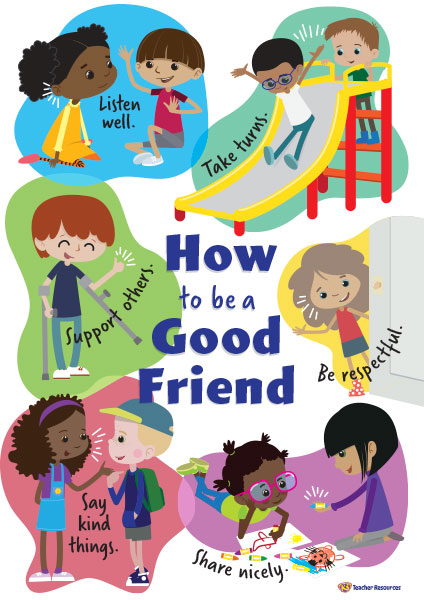 Listen
well.
Take turns.
How
to be a
Good
Friend
Support others.
Be respectful.
Say
kind
things.
Share nicely.
K-3 Teacher Resources